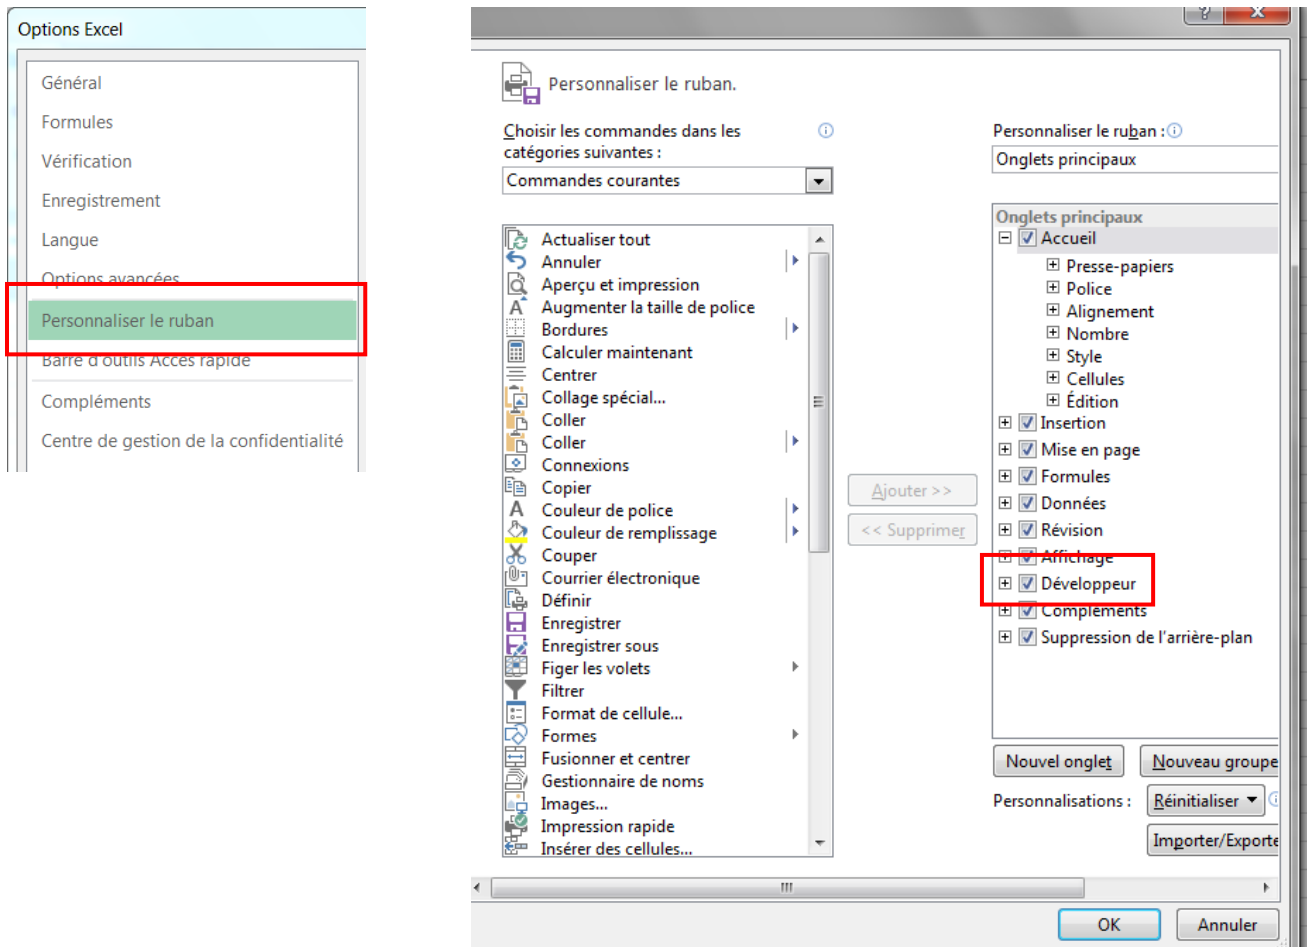 Options Excel
Général
Formules
Vérification
Enregistrement
Langue
Options avancées
Personnaliser le ruban
Barre d'outils Accès rapide
Compléments
Centre de gestion de la confidentialité
?
Personnaliser le ruban.
Choisir les commandes dans les
catégories suivantes :
Commandes courantes
Actualiser tout
Annuler
Aperçu et impression
Augmenter la taille de police
Bordures
Calculer maintenant
Centrer
Collage spécial...
Coller
Coller
Connexions
Copier
Couleur de police
Couleur de remplissage
Couper
Courrier électronique
Définir
Enregistrer
Enregistrer sous
Figer les volets
Filtrer
Format de cellule...
Formes
Fusionner et centrer
Gestionnaire de noms
Images...
Impression rapide
Insérer des cellules...
Ajouter >>
<< Supprimer
Personnaliser le ruban :
Onglets principaux
Onglets principaux
Accueil
Presse-papiers
Police
Alignement
Nombre
Style
Cellules
Édition
Insertion
Mise en page
Formules
Données
Révision
Affichage
Développeur
Compléments
Suppression de l'arrière-plan
Nouvel onglet
Nouveau groupe
Personnalisations :
Réinitialiser
Importer/Exporte
OK
Annuler